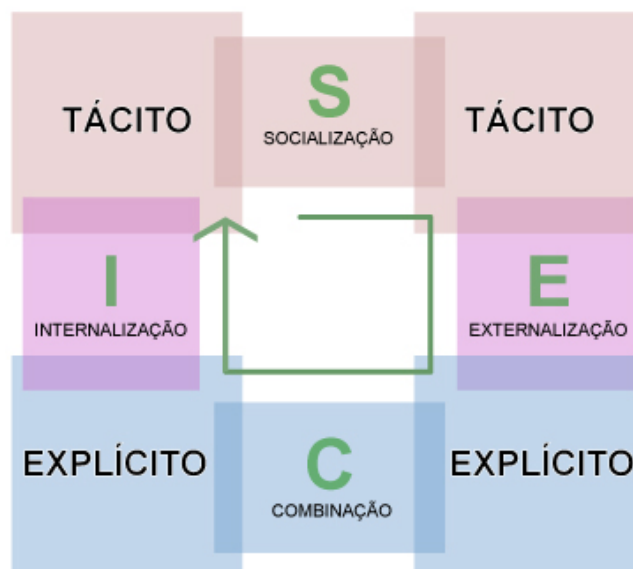 S
TÁCITO
SOCIALIZAÇÃO
TÁCITO
I
INTERNALIZAÇÃO
E
EXTERNALIZAÇÃO
EXPLÍCITO
C
COMBINAÇÃO
EXPLÍCITO